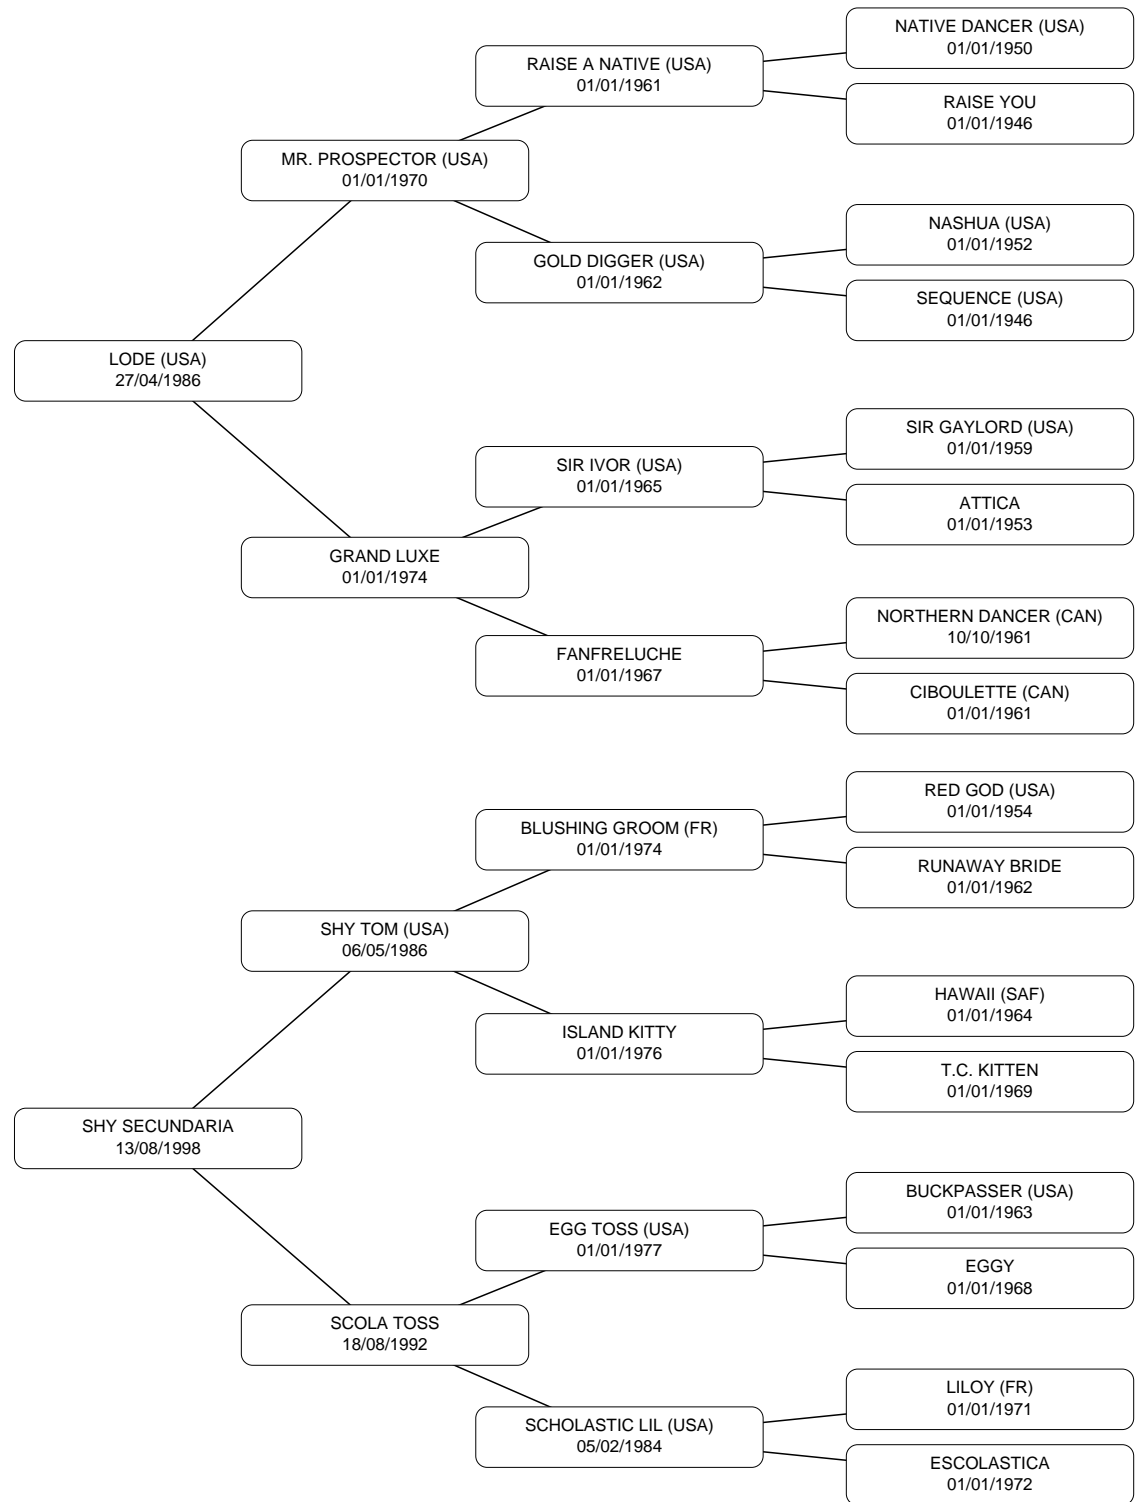 NATIVE DANCER (USA)
01/01/1950
RAISE A NATIVE (USA)
01/01/1961
RAISE YOU
01/01/1946
MR. PROSPECTOR (USA)
01/01/1970
NASHUA (USA)
01/01/1952
GOLD DIGGER (USA)
01/01/1962
SEQUENCE (USA)
01/01/1946
LODE (USA)
27/04/1986
SIR GAYLORD (USA)
01/01/1959
SIR IVOR (USA)
01/01/1965
ATTICA
01/01/1953
GRAND LUXE
01/01/1974
NORTHERN DANCER (CAN)
10/10/1961
FANFRELUCHE
01/01/1967
CIBOULETTE (CAN)
01/01/1961
RED GOD (USA)
01/01/1954
BLUSHING GROOM (FR)
01/01/1974
RUNAWAY BRIDE
01/01/1962
SHY TOM (USA)
06/05/1986
HAWAII (SAF)
01/01/1964
ISLAND KITTY
01/01/1976
T.C. KITTEN
01/01/1969
SHY SECUNDARIA
13/08/1998
BUCKPASSER (USA)
01/01/1963
EGG TOSS (USA)
01/01/1977
EGGY
01/01/1968
SCOLA TOSS
18/08/1992
LILOY (FR)
01/01/1971
SCHOLASTIC LIL (USA)
05/02/1984
ESCOLASTICA
01/01/1972